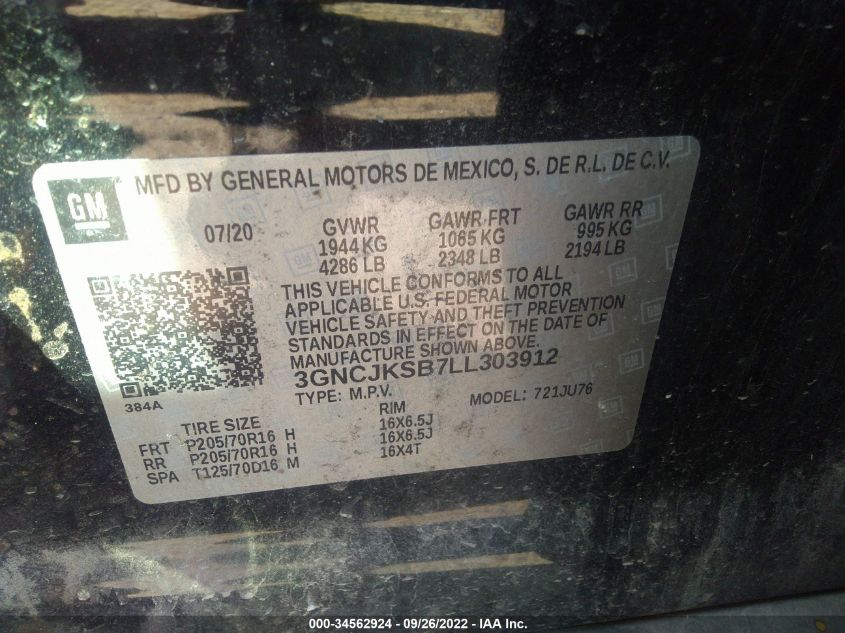 GM
MFD BY GENERAL MOTORS DE MEXICO, S. DE R.L. DE C.V.
07/20 GVWR GAWR FRT GAWR RR
1944 KG 1065 KG 995 KG
4286 LB 2348 LB 2194 LB
THIS VEHICLE CONFORMS TO ALL
APPLICABLE U.S. FEDERAL MOTOR
VEHICLE SAFETY AND THEFT PREVENTION
STANDARDS IN EFFECT ON THE DATE OF
MANUFACTURE SHOWN ABOVE.
3GNCJKSB7LL303912
TYPE: M.P.V. MODEL: 721JU76
384A
TIRE SIZE RIM
FRT P205/70R16 H 16X6.5J
RR P205/70R16 H 16X6.5J
SPA T125/70D16 M 16X4T
000-34562924 - 09/26/2022 - IAA Inc.